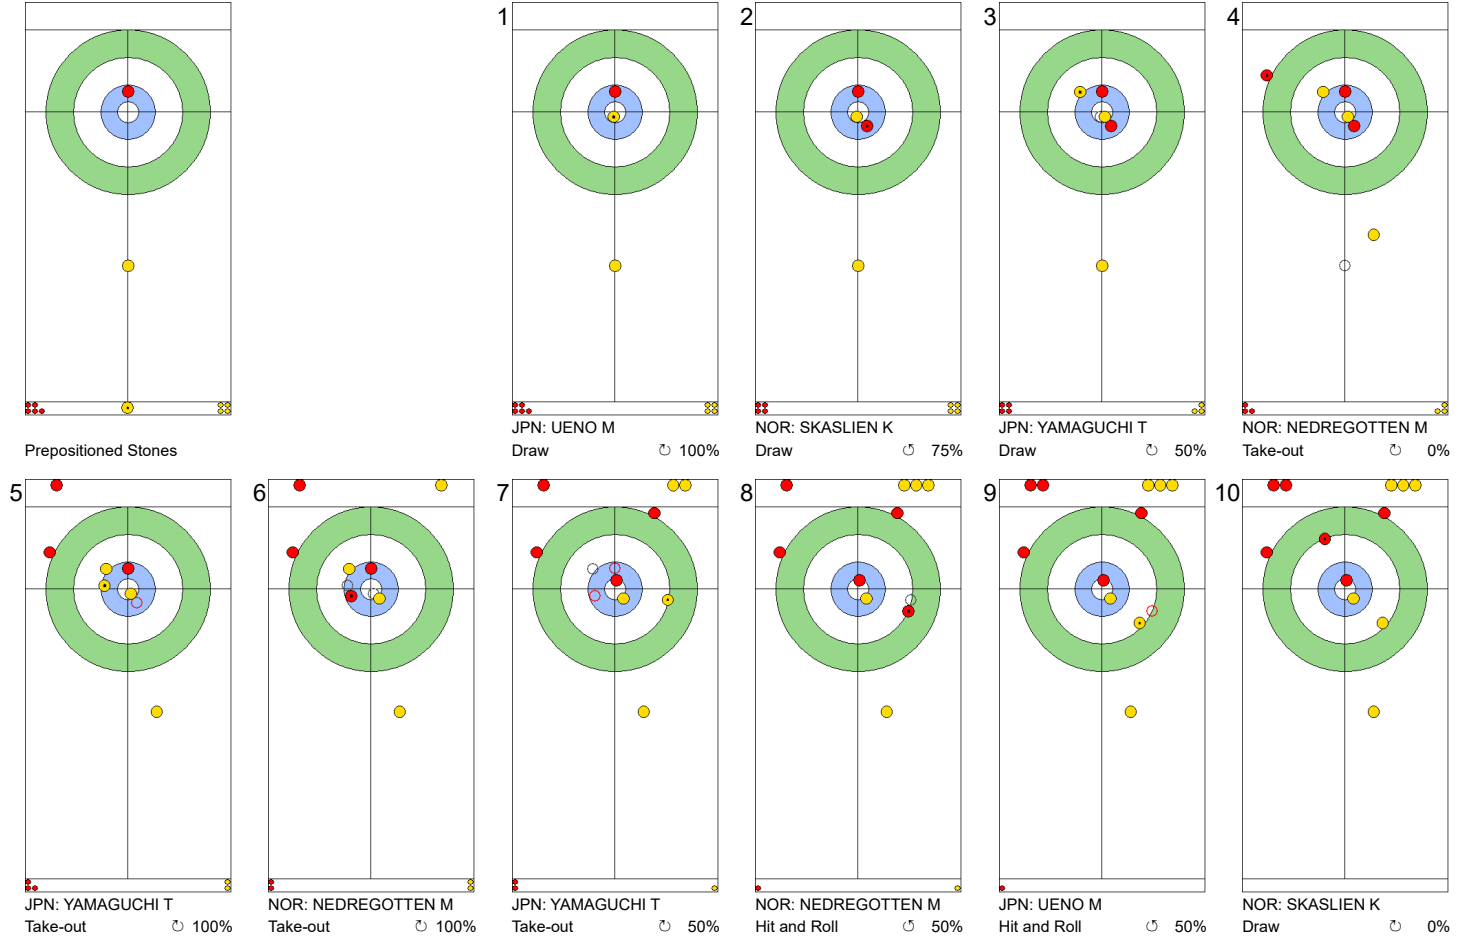 1
2
3
4
Prepositioned Stones
JPN: UENO M
Draw ↻ 100%
NOR: SKASLIEN K
Draw ↺ 75%
JPN: YAMAGUCHI T
Draw ↻ 50%
NOR: NEDREGOTTEN M
Take-out ↻ 0%
5
6
7
8
9
10
JPN: YAMAGUCHI T
Take-out ↻ 100%
NOR: NEDREGOTTEN M
Take-out ↻ 100%
JPN: YAMAGUCHI T
Take-out ↻ 50%
NOR: NEDREGOTTEN M
Hit and Roll ↺ 50%
JPN: UENO M
Hit and Roll ↺ 50%
NOR: SKASLIEN K
Draw ↻ 0%